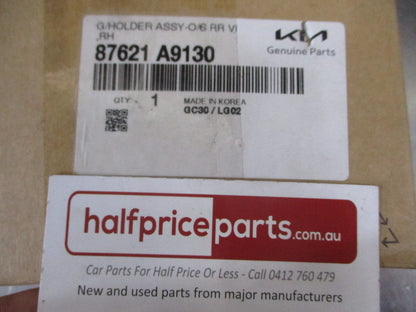 G/HOLDER ASSY-O/S RR VI
,RH
87621 A9130
KIA
Genuine Parts
QTY 1 MADE IN KOREA
GC30 / LG02
halfpriceparts.com.au
Car Parts For Half Price Or Less - Call 0412 760 479
New and used parts from major manufacturers